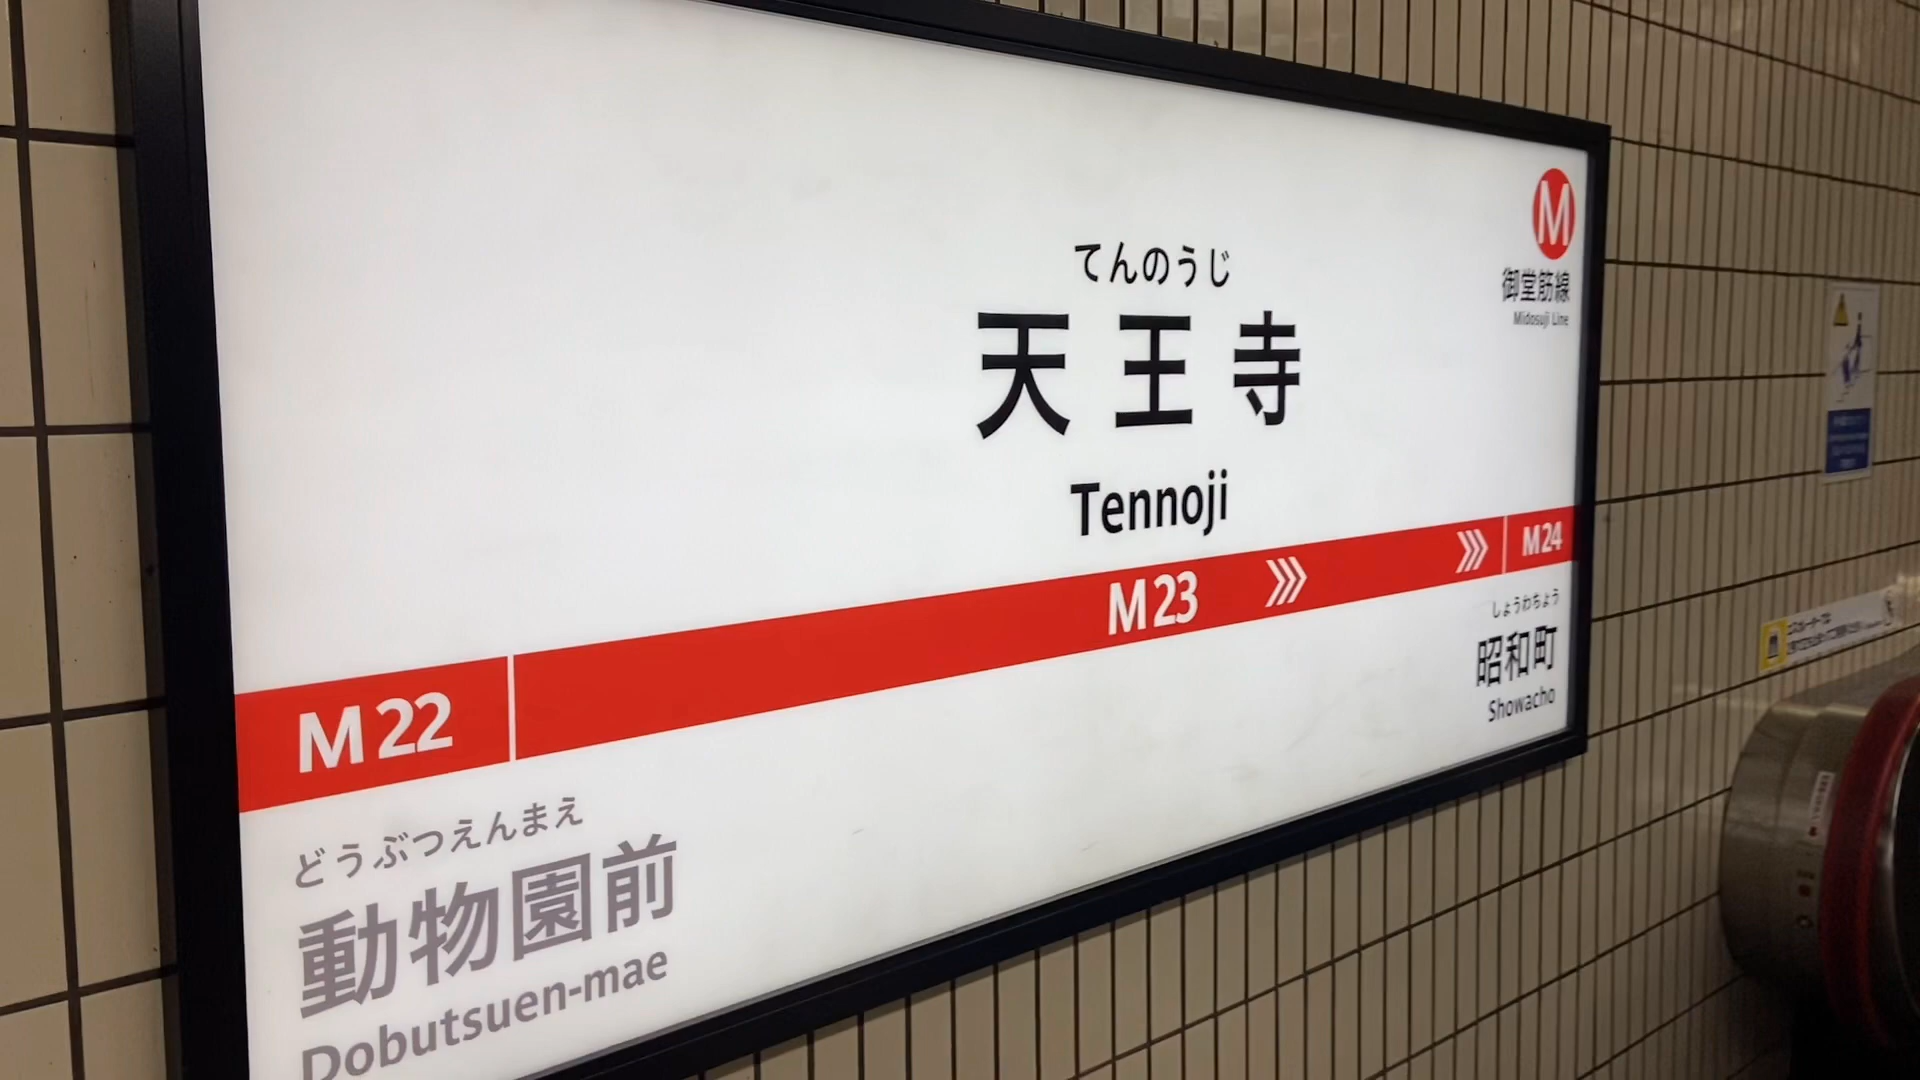 M
御堂筋線
Midosuji Line
てんのうじ
天王寺
Tennoji
M22
M23
M24
どうぶつえんまえ
動物園前
Dobutsuen-mae
しょうわちょう
昭和町
Showacho